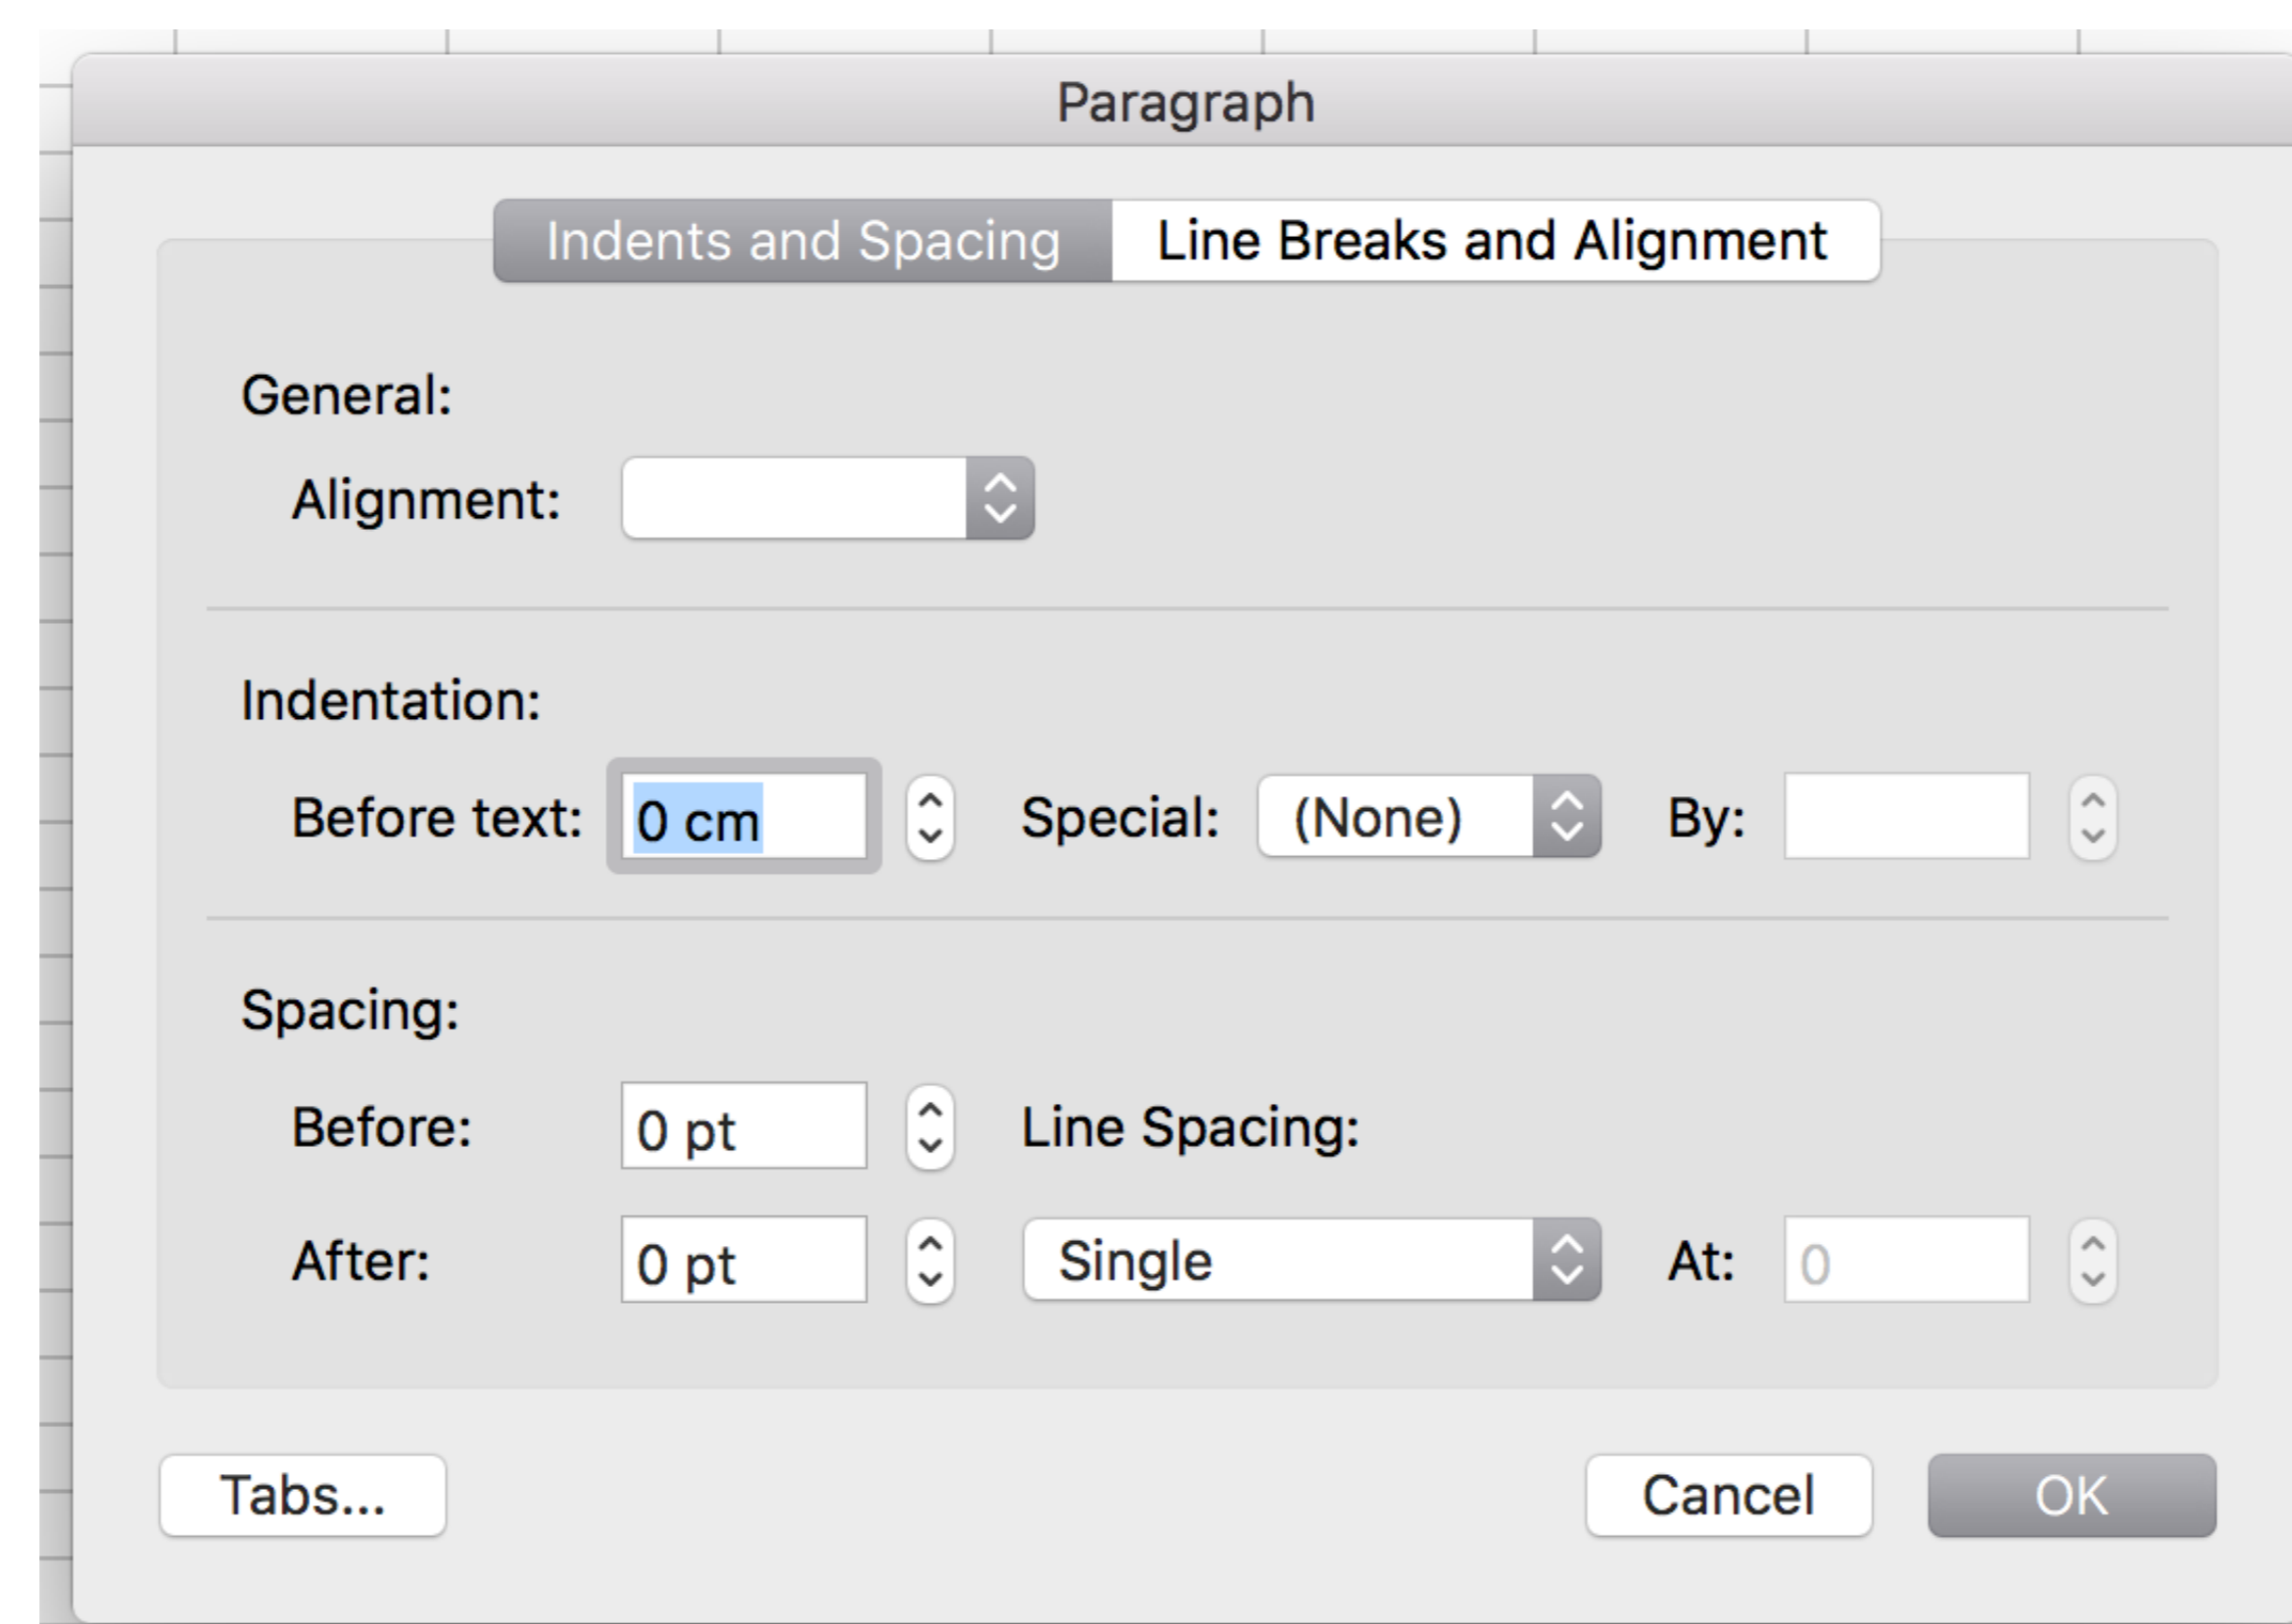 Paragraph
Indents and Spacing Line Breaks and Alignment
General:
Alignment:
Indentation:
Before text: 0 cm Special: (None) By:
Spacing:
Before: 0 pt Line Spacing:
After: 0 pt Single At: 0
Tabs... Cancel OK